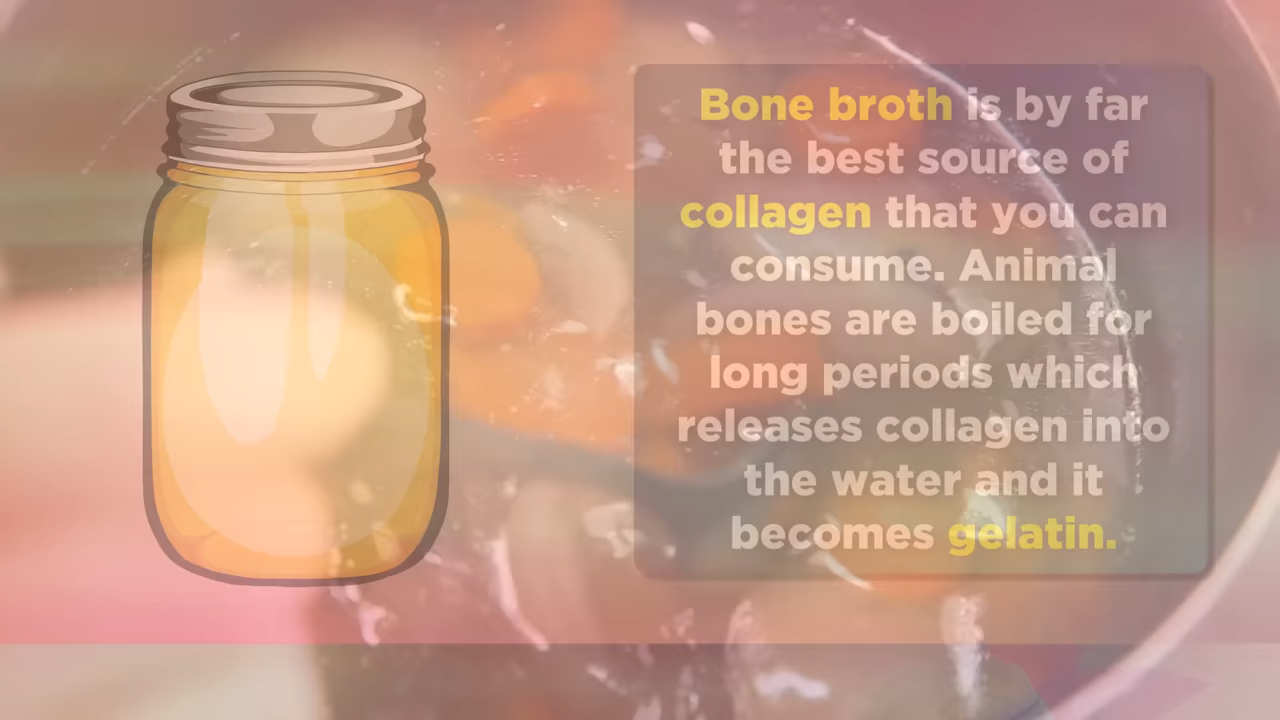 Bone broth is by far
the best source of
collagen that you can
consume. Animal
bones are boiled for
long periods which
releases collagen into
the water and it
becomes gelatin.